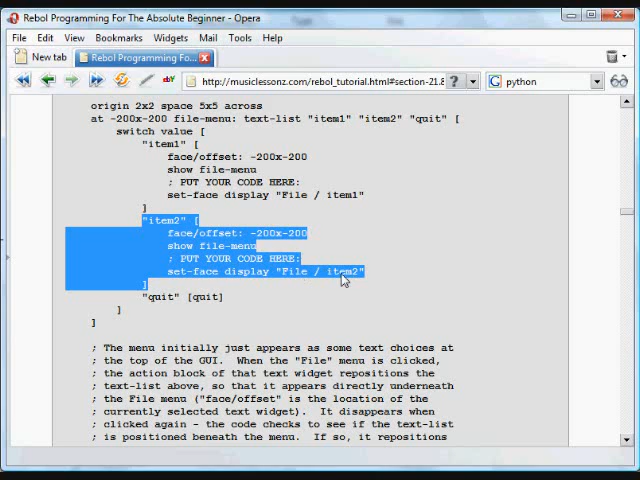 Rebol Programming For The Absolute Beginner - Opera
File Edit View Bookmarks Widgets Mail Tools Help
New tab Rebol Programming For...
http://musiclessonz.com/rebol_tutorial.html#section-21.8 ? python
origin 2x2 space 5x5 across
at -200x-200 file-menu: text-list "item1" "item2" "quit" [
switch value [
"item1" [
face/offset: -200x-200
show file-menu
; PUT YOUR CODE HERE:
set-face display "File / item1"
]
"item2" [
face/offset: -200x-200
show file-menu
; PUT YOUR CODE HERE:
set-face display "File / item2"
]
"quit" [quit]
]
]
; The menu initially just appears as some text choices at
; the top of the GUI.  When the "File" menu is clicked,
; the action block of that text widget repositions the
; text-list above, so that it appears directly underneath
; the File menu ("face/offset" is the location of the
; currently selected text widget).  It disappears when
; clicked again - the code checks to see if the text-list
; is positioned beneath the menu.  If so, it repositions